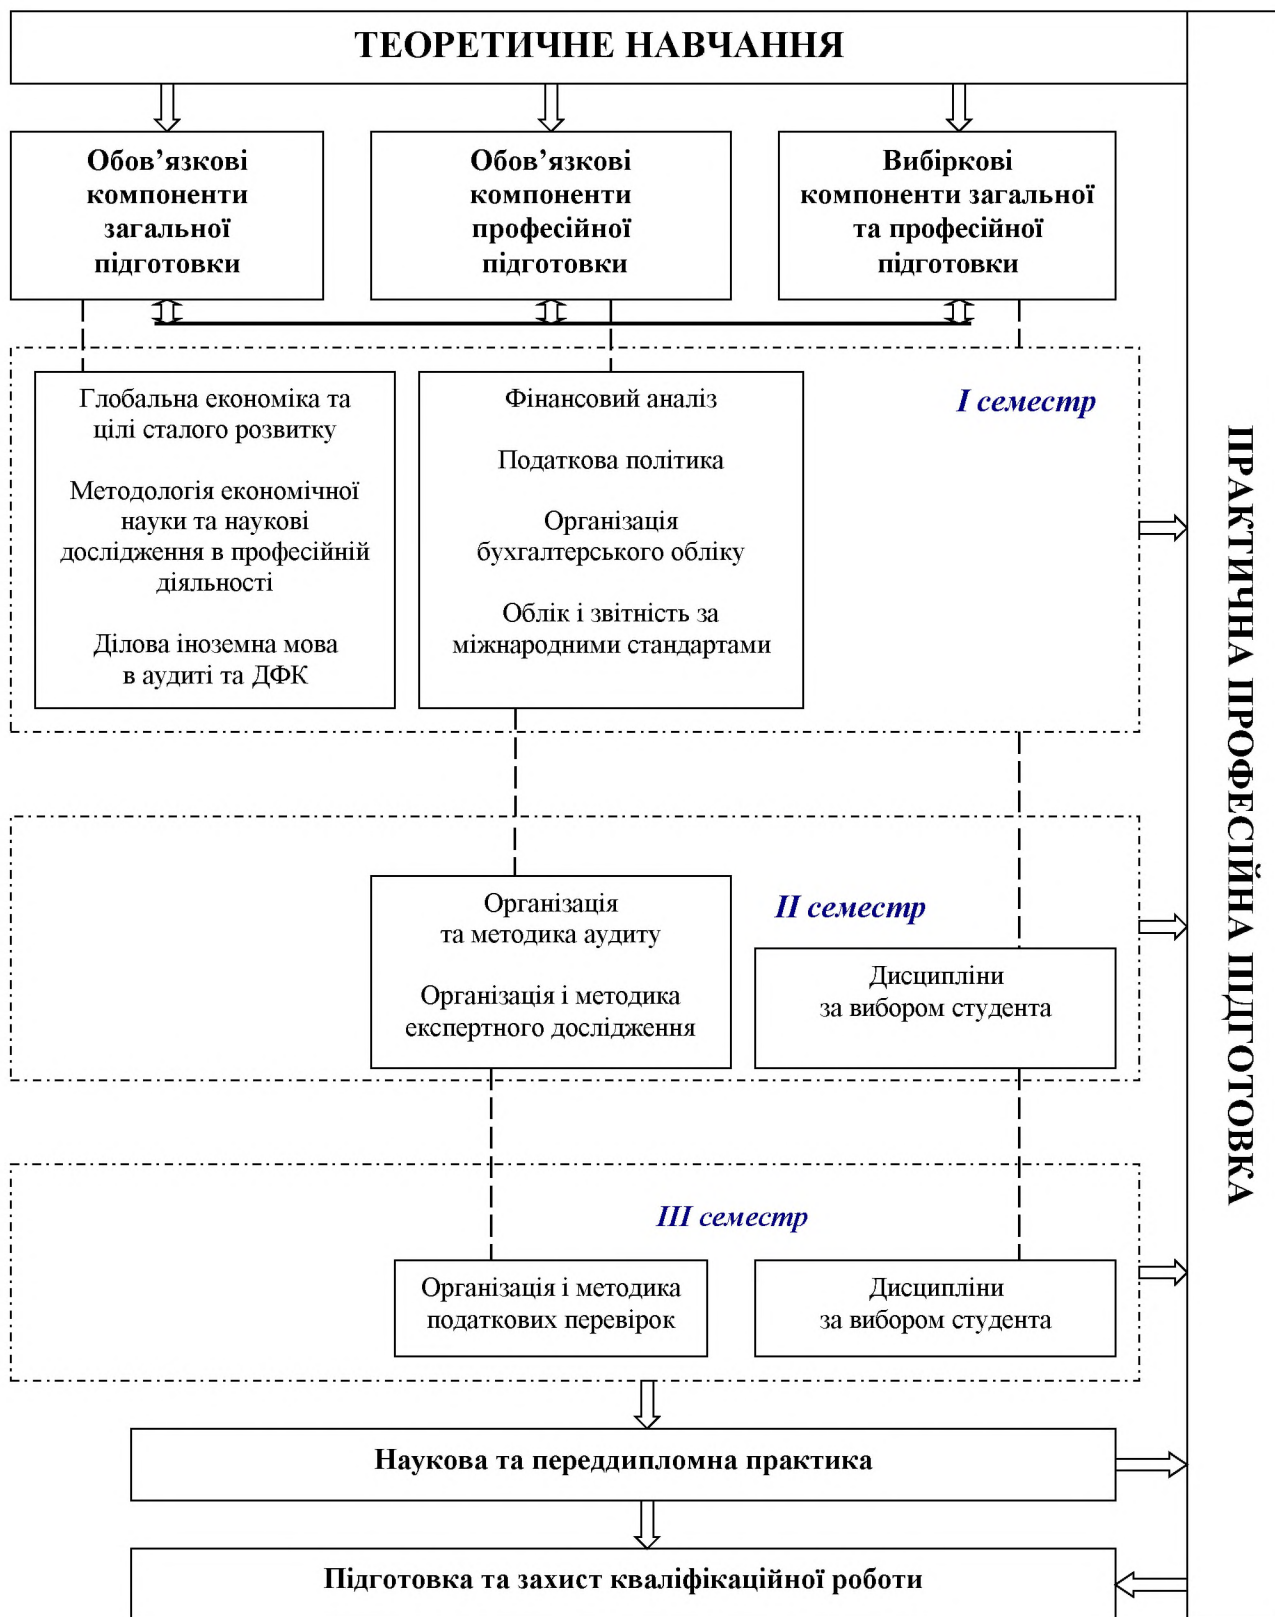 ТЕОРЕТИЧНЕ НАВЧАННЯ
Обов’язкові
компоненти
загальної
підготовки
Обов’язкові
компоненти
професійної
підготовки
Вибіркові
компоненти загальної
та професійної
підготовки
I семестр
Глобальна економіка та
цілі сталого розвитку
Методологія економічної
науки та наукові
дослідження в професійній
діяльності
Ділова іноземна мова
в аудиті та ДФК
Фінансовий аналіз
Податкова політика
Організація
бухгалтерського обліку
Облік і звітність за
міжнародними стандартами
II семестр
Організація
та методика аудиту
Організація і методика
експертного дослідження
Дисципліни
за вибором студента
III семестр
Організація і методика
податкових перевірок
Дисципліни
за вибором студента
Наукова та переддипломна практика
Підготовка та захист кваліфікаційної роботи
ПРАКТИЧНА ПРОФЕСІЙНА ПІДГОТОВКА